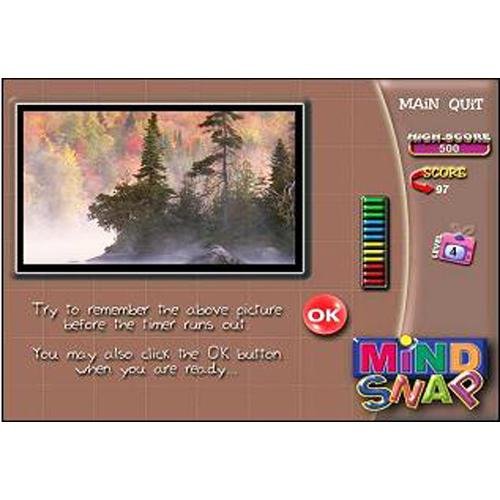 MAiN QUiT
HIGH-SCORE
500
SCORE
97
LEVEL
4
Try to remember the above picture
before the timer runs out
You may also click the OK button
when you are ready...
OK
MiND
SNAP